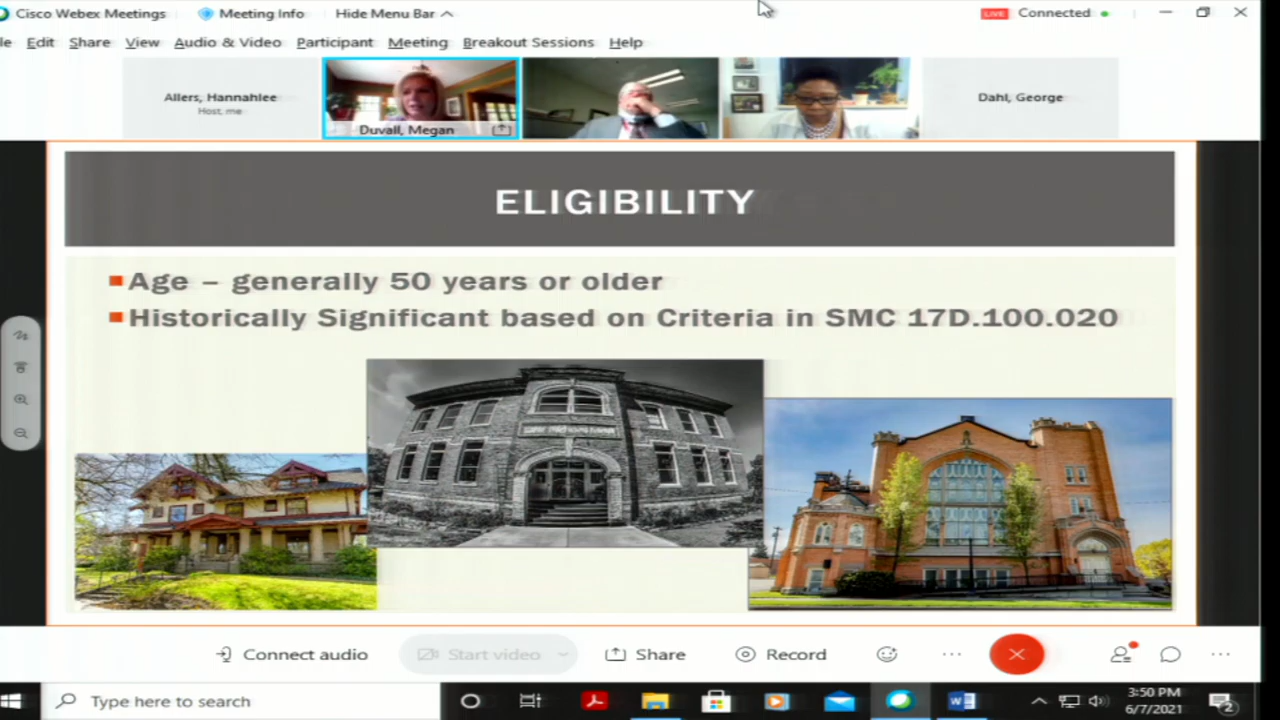 Cisco Webex Meetings
Meeting Info
Hide Menu Bar
LIVE
Connected
le Edit Share View Audio & Video Participant Meeting Breakout Sessions Help
Allers, Hannahlee
Host, me
Duvall, Megan
Dahl, George
ELIGIBILITY
Age – generally 50 years or older
Historically Significant based on Criteria in SMC 17D.100.020
Connect audio
Start video
Share
Record
Type here to search
3:50 PM
6/7/2021
2